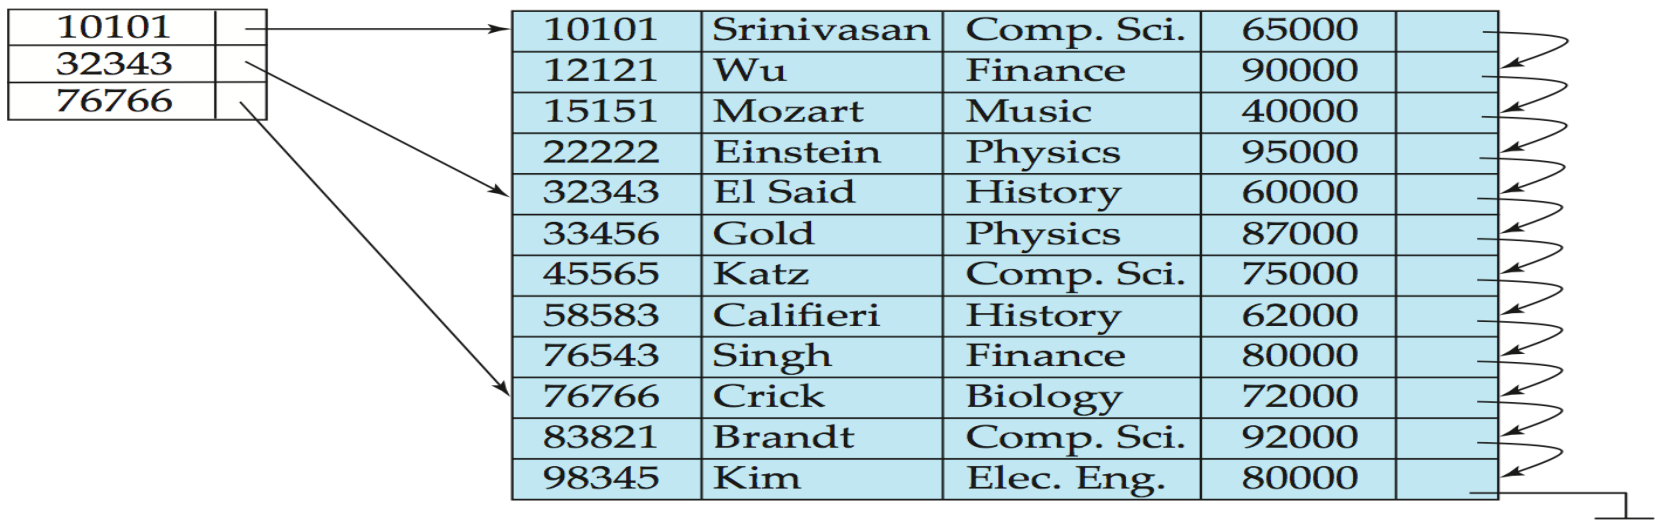 10101
32343
76766
10101 Srinivasan Comp. Sci. 65000
12121 Wu Finance 90000
15151 Mozart Music 40000
22222 Einstein Physics 95000
32343 El Said History 60000
33456 Gold Physics 87000
45565 Katz Comp. Sci. 75000
58583 Califieri History 62000
76543 Singh Finance 80000
76766 Crick Biology 72000
83821 Brandt Comp. Sci. 92000
98345 Kim Elec. Eng. 80000